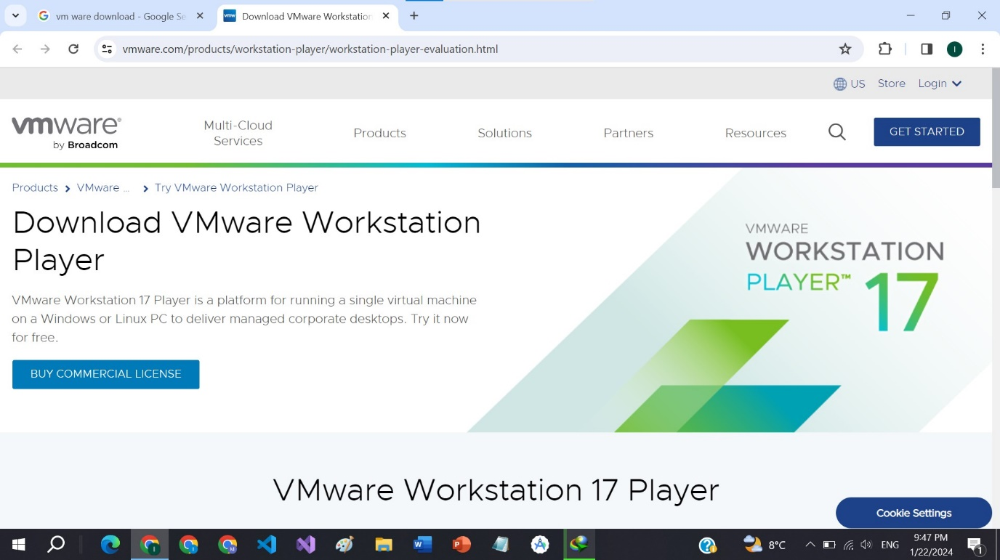 vm ware download - Google Se
Download VMware Workstation
vmware.com/products/workstation-player/workstation-player-evaluation.html
I
US Store Login
vmware®
by Broadcom
Multi-Cloud
Services
Products
Solutions
Partners
Resources
GET STARTED
Products > VMware ... > Try VMware Workstation Player
Download VMware Workstation
Player
VMware Workstation 17 Player is a platform for running a single virtual machine
on a Windows or Linux PC to deliver managed corporate desktops. Try it now
for free.
BUY COMMERCIAL LICENSE
VMWARE
WORKSTATION
PLAYER™ 17
VMware Workstation 17 Player
Cookie Settings
8°C
ENG
9:47 PM
1/22/2024
1